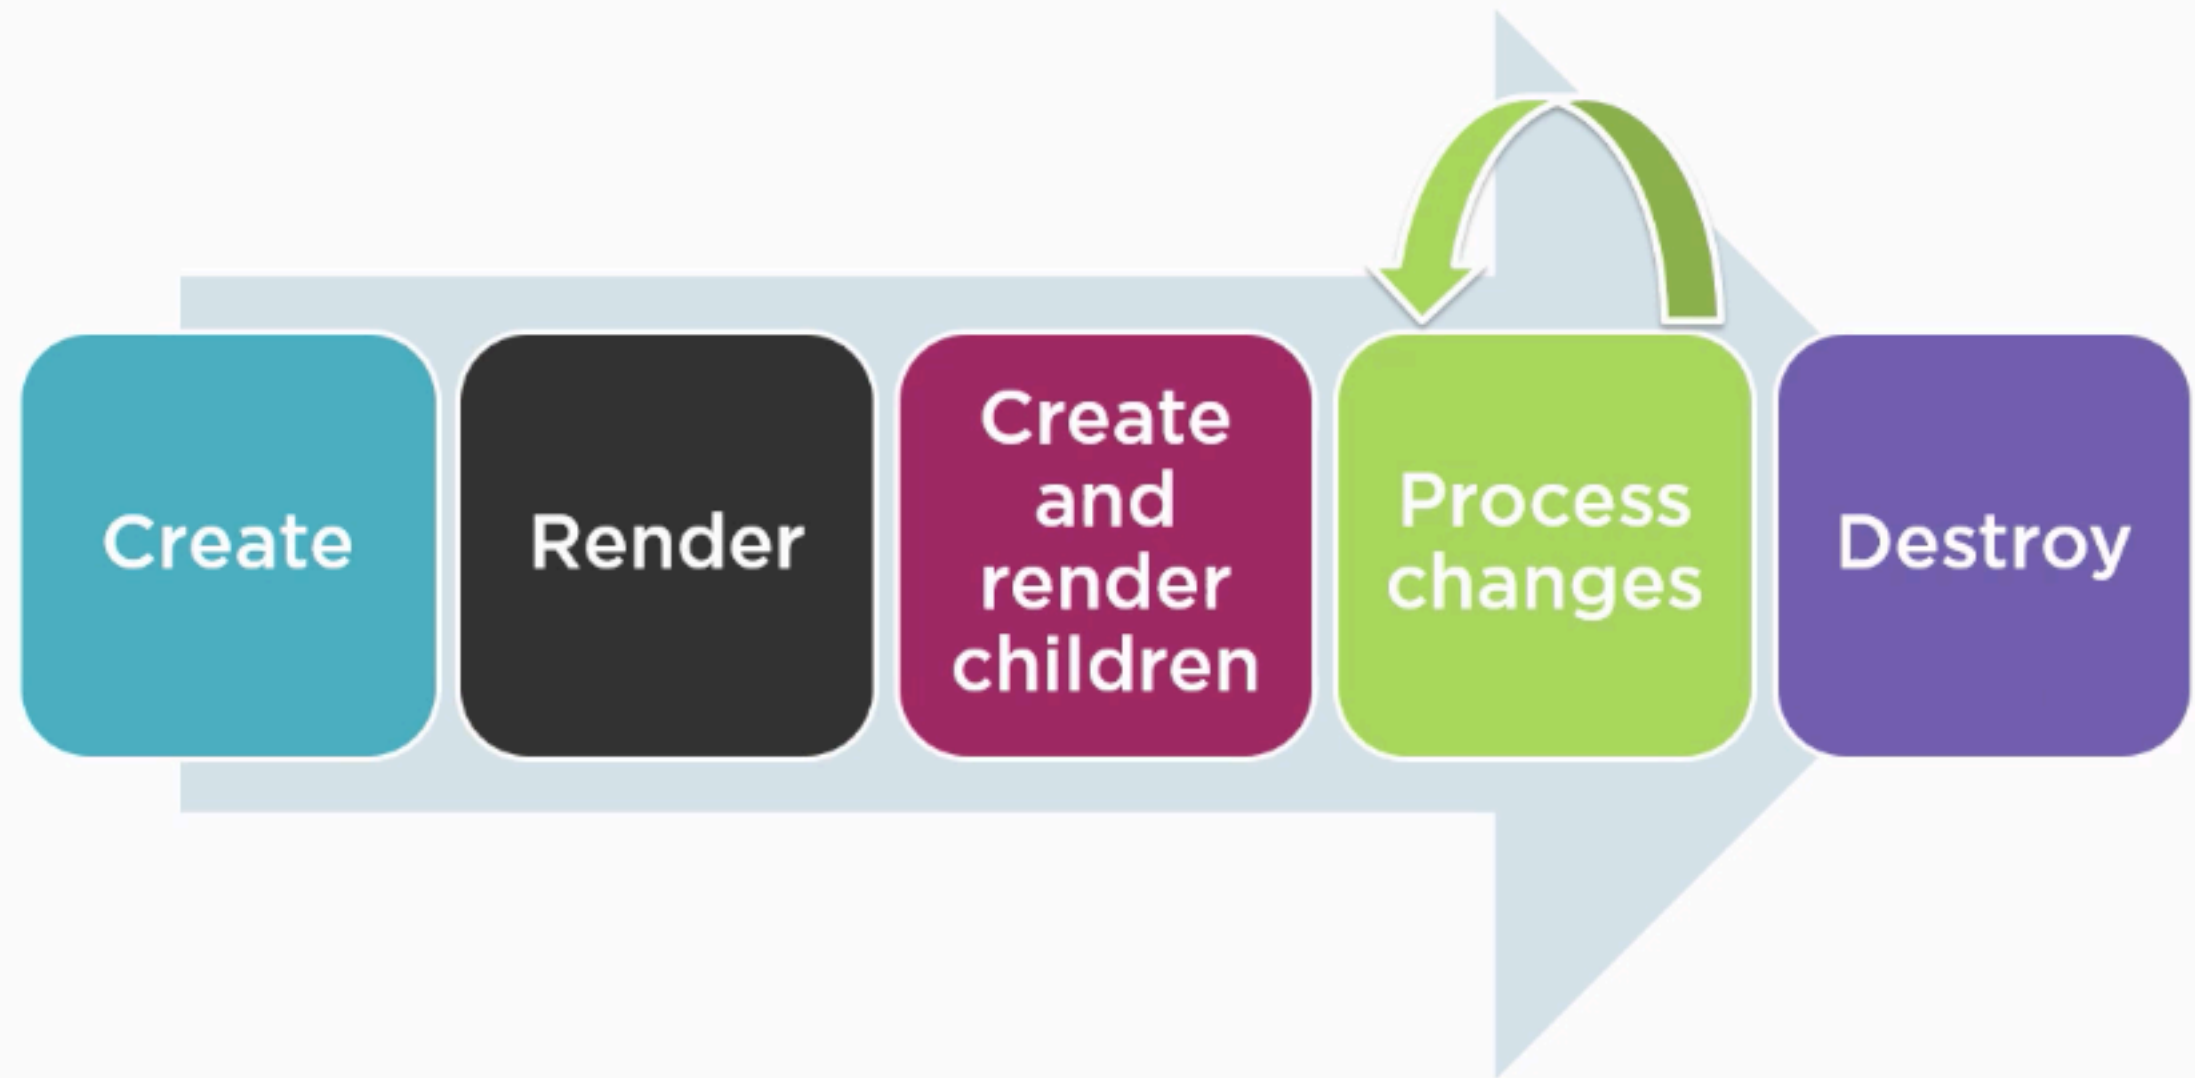 Create
Render
Create
and
render
children
Process
changes
Destroy